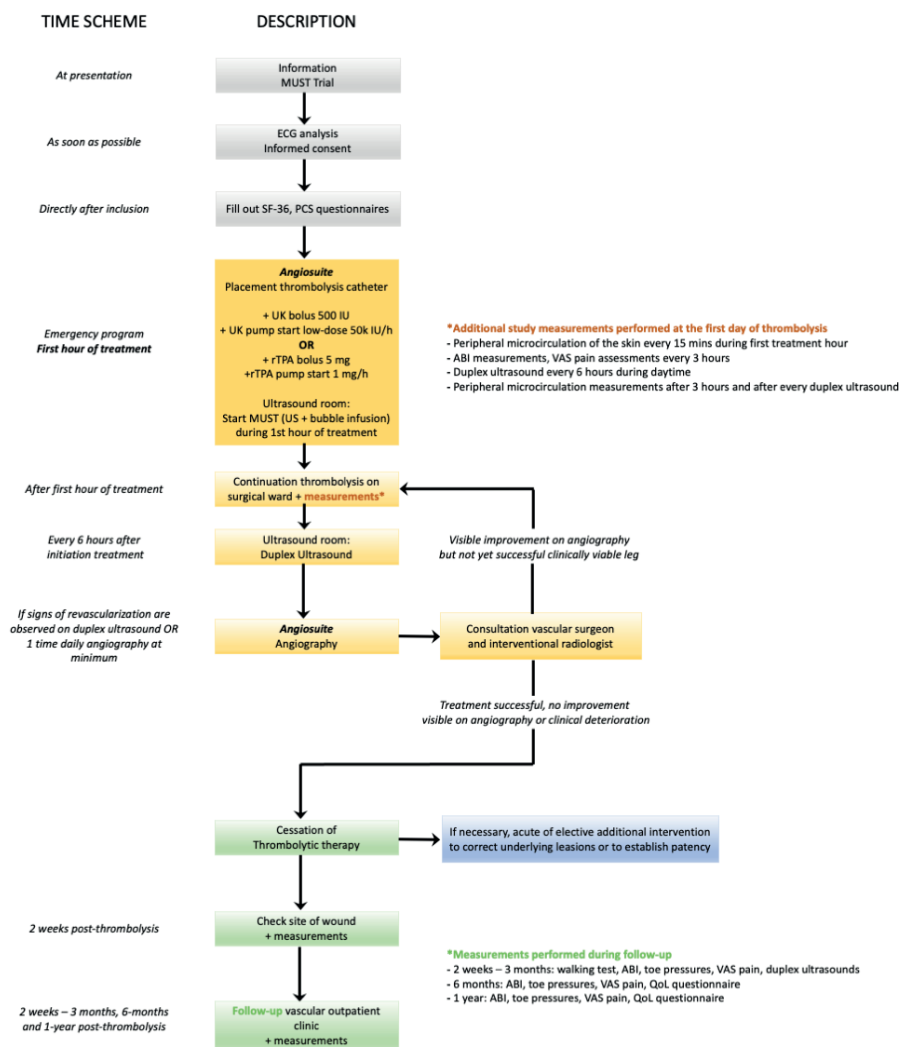 TIME SCHEME
DESCRIPTION
At presentation
Information
MUST Trial
As soon as possible
ECG analysis
Informed consent
Directly after inclusion
Fill out SF-36, PCS questionnaires
Emergency program
First hour of treatment
Angiosuite
Placement thrombolysis catheter
+ UK bolus 500 IU
+ UK pump start low-dose 50k IU/h
OR
+ rTPA bolus 5 mg
+rTPA pump start 1 mg/h
Ultrasound room:
Start MUST (US + bubble infusion)
during 1st hour of treatment
*Additional study measurements performed at the first day of thrombolysis
- Peripheral microcirculation of the skin every 15 mins during first treatment hour
- ABI measurements, VAS pain assessments every 3 hours
- Duplex ultrasound every 6 hours during daytime
- Peripheral microcirculation measurements after 3 hours and after every duplex ultrasound
After first hour of treatment
Continuation thrombolysis on
surgical ward + measurements*
Every 6 hours after
initiation treatment
Ultrasound room:
Duplex Ultrasound
Visible improvement on angiography
but not yet successful clinically viable leg
If signs of revascularization are
observed on duplex ultrasound OR
1 time daily angiography at
minimum
Angiosuite
Angiography
Consultation vascular surgeon
and interventional radiologist
Treatment successful, no improvement
visible on angiography or clinical deterioration
Cessation of
Thrombolytic therapy
If necessary, acute of elective additional intervention
to correct underlying leasions or to establish patency
2 weeks post-thrombolysis
Check site of wound
+ measurements
*Measurements performed during follow-up
- 2 weeks – 3 months: walking test, ABI, toe pressures, VAS pain, duplex ultrasounds
- 6 months: ABI, toe pressures, VAS pain, QoL questionnaire
- 1 year: ABI, toe pressures, VAS pain, QoL questionnaire
2 weeks – 3 months, 6-months
and 1-year post-thrombolysis
Follow-up vascular outpatient
clinic
+ measurements